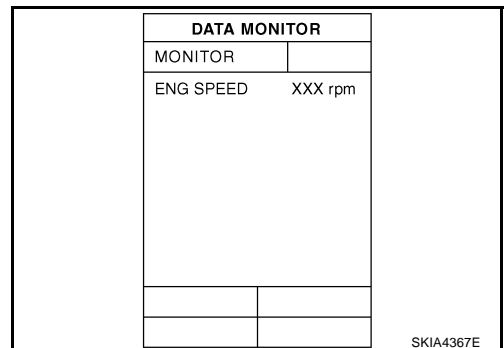 DATA MONITOR
MONITOR
ENG SPEED XXX rpm
SKIA4367E